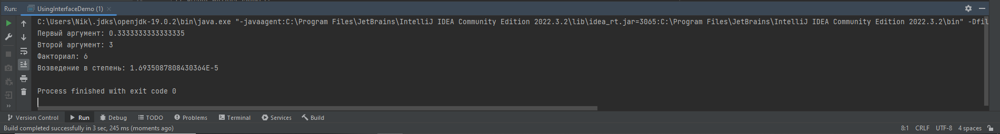 Run: UsingInterfaceDemo (1)
C:\Users\Nik\.jdks\openjdk-19.0.2\bin\java.exe "-javaagent:C:\Program Files\JetBrains\IntelliJ IDEA Community Edition 2022.3.2\lib\idea_rt.jar=3065:C:\Program Files\JetBrains\IntelliJ IDEA Community Edition 2022.3.2\bin" -Dfil
Первый аргумент: 0.3333333333333335
Второй аргумент: 3
Факториал: 6
Возведение в степень: 1.6935087808430364E-5
Process finished with exit code 0
Version Control Run Debug TODO Problems Terminal Services Build
Build completed successfully in 3 sec, 245 ms (moments ago) 8:1 CRLF UTF-8 4 spaces